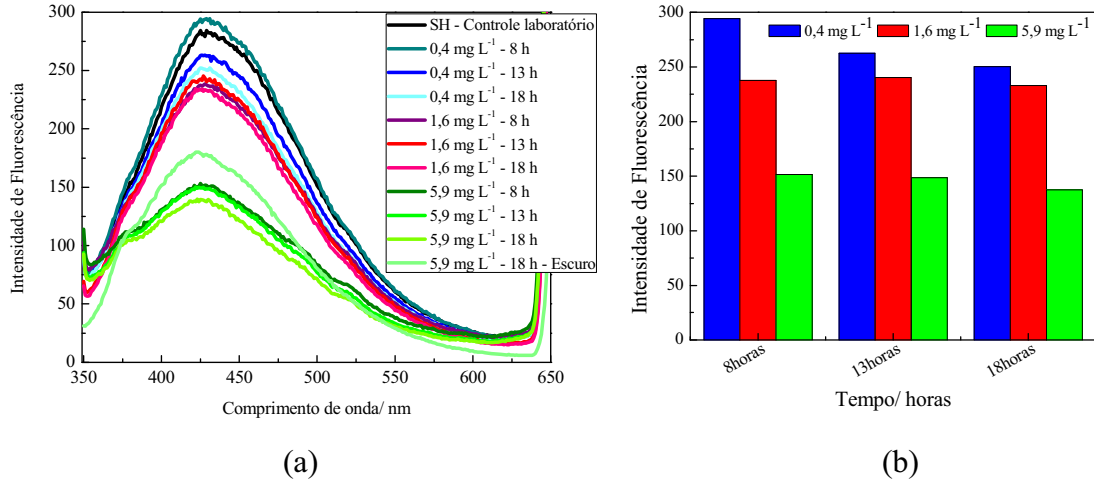 300
250
200
150
100
50
0
Intensidade de Fluorescência
350
400
450
500
550
600
650
Comprimento de onda/ nm
SH - Controle laboratório
0,4 mg L⁻¹ - 8 h
0,4 mg L⁻¹ - 13 h
0,4 mg L⁻¹ - 18 h
1,6 mg L⁻¹ - 8 h
1,6 mg L⁻¹ - 13 h
1,6 mg L⁻¹ - 18 h
5,9 mg L⁻¹ - 8 h
5,9 mg L⁻¹ - 13 h
5,9 mg L⁻¹ - 18 h
5,9 mg L⁻¹ - 18 h - Escuro
(a)
300
250
200
150
100
50
0
Intensidade de Fluorescência
0,4 mg L⁻¹
1,6 mg L⁻¹
5,9 mg L⁻¹
8horas
13horas
18horas
Tempo/ horas
(b)